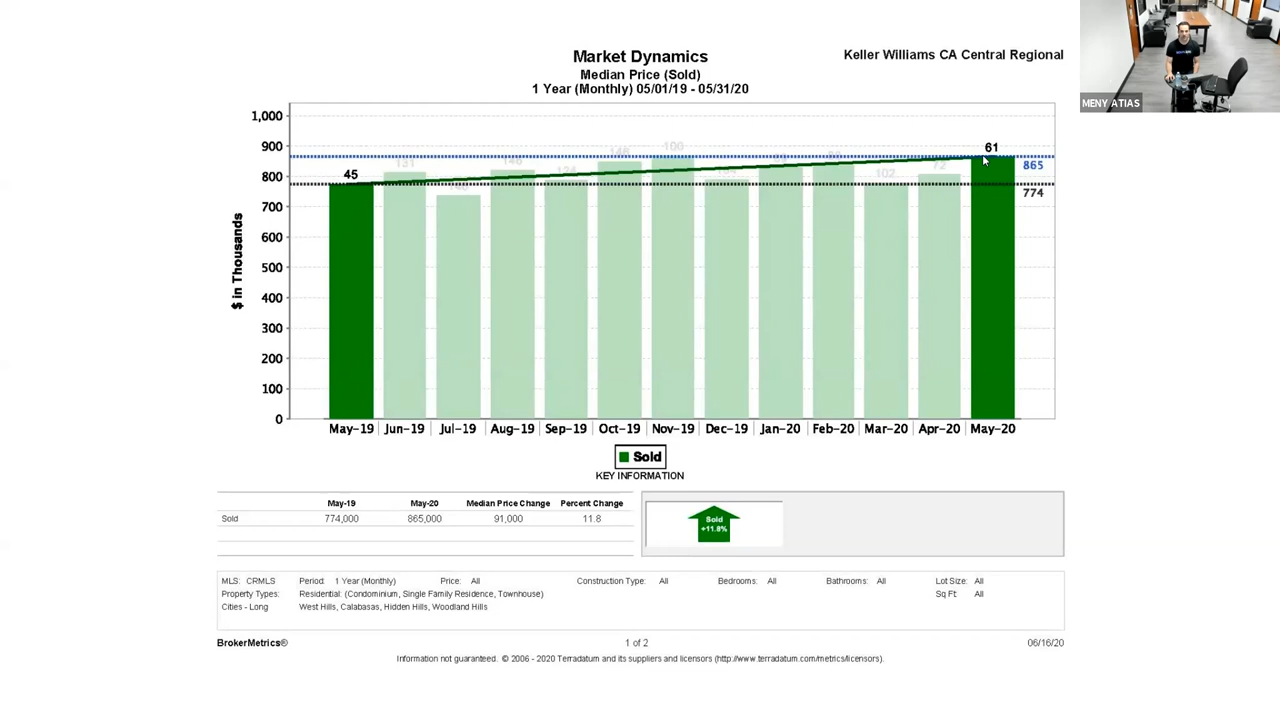 Market Dynamics
Keller Williams CA Central Regional
Median Price (Sold)
1 Year (Monthly) 05/01/19 - 05/31/20
MENY ATIAS
1,000
900
800
700
600
500
400
300
200
100
0
$ in Thousands
45
131
148
100
102
72
61
865
774
May-19 Jun-19 Jul-19 Aug-19 Sep-19 Oct-19 Nov-19 Dec-19 Jan-20 Feb-20 Mar-20 Apr-20 May-20
Sold
KEY INFORMATION
May-19 May-20 Median Price Change Percent Change
Sold 774,000 865,000 91,000 11.8
Sold
+11.8%
MLS: CRMLS Period: 1 Year (Monthly) Price: All Construction Type: All Bedrooms: All Bathrooms: All Lot Size: All
Property Types: Residential: (Condominium, Single Family Residence, Townhouse) Sq Ft: All
Cities - Long West Hills, Calabasas, Hidden Hills, Woodland Hills
BrokerMetrics® 1 of 2 06/16/20
Information not guaranteed. © 2006 - 2020 Terradatum and its suppliers and licensors (http://www.terradatum.com/metrics/licensors).